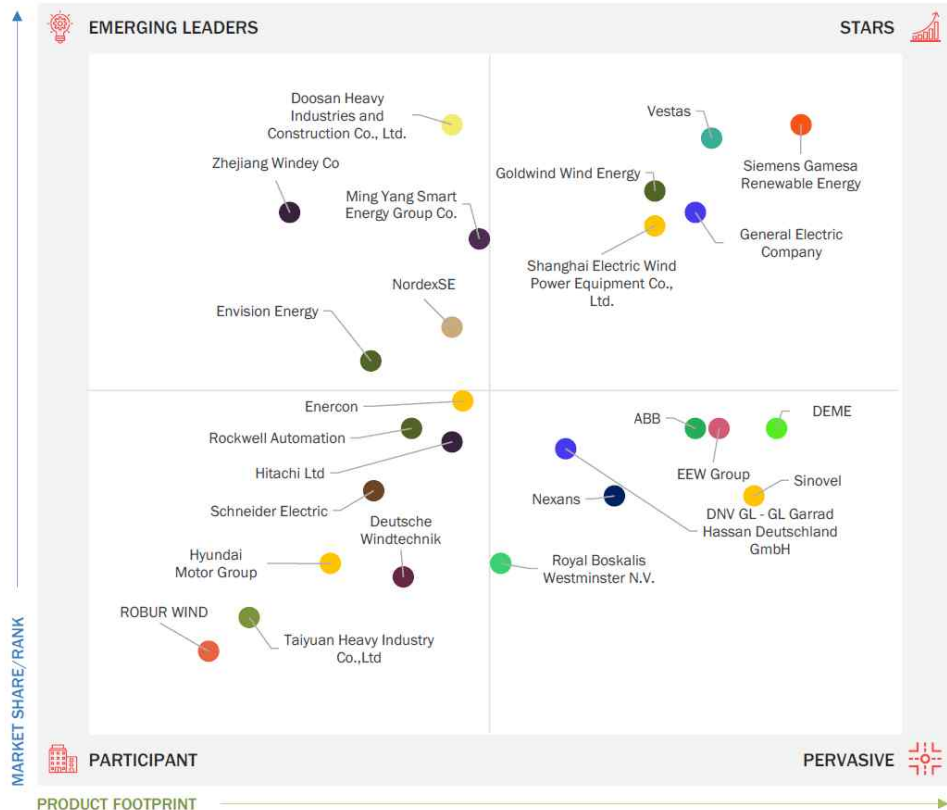 EMERGING LEADERS
STARS
Doosan Heavy
Industries and
Construction Co., Ltd.
Vestas
Siemens Gamesa
Renewable Energy
Zhejiang Windey Co
Goldwind Wind Energy
Ming Yang Smart
Energy Group Co.
General Electric
Company
Shanghai Electric Wind
Power Equipment Co.,
Ltd.
NordexSE
Envision Energy
Enercon
Rockwell Automation
Hitachi Ltd
Schneider Electric
Deutsche
Windtechnik
Hyundai
Motor Group
ROBUR WIND
Taiyuan Heavy Industry
Co.,Ltd
ABB
DEME
EEW Group
Sinovel
Nexans
DNV GL - GL Garrad
Hassan Deutschland
GmbH
Royal Boskalis
Westminster N.V.
MARKET SHARE/RANK
PARTICIPANT
PERVASIVE
PRODUCT FOOTPRINT